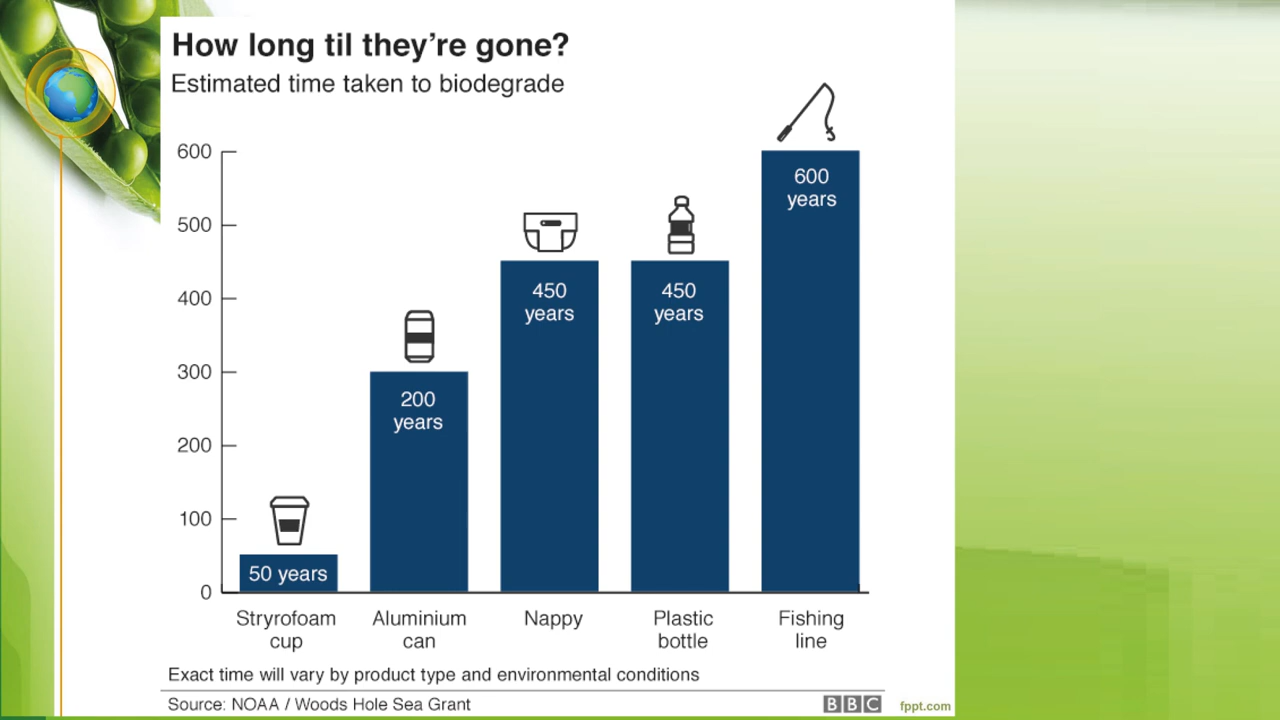 How long til they're gone?
Estimated time taken to biodegrade
600
500
400
300
200
100
0
50 years
200
years
450
years
450
years
600
years
Stryrofoam
cup
Aluminium
can
Nappy
Plastic
bottle
Fishing
line
Exact time will vary by product type and environmental conditions
Source: NOAA / Woods Hole Sea Grant
BBC
fppt.com